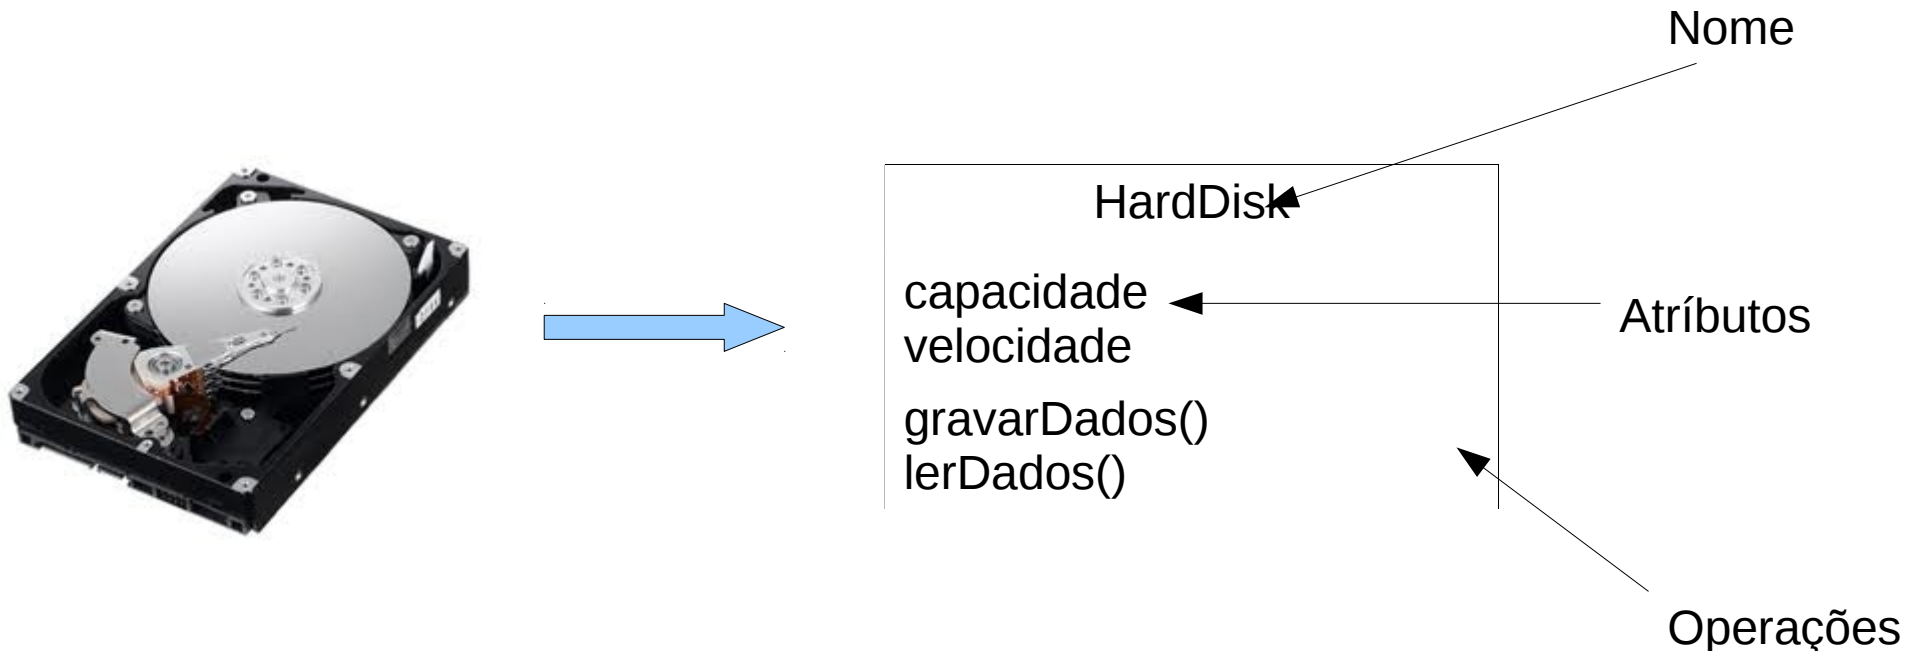 Nome
HardDisk
capacidade
velocidade
Atríbutos
gravarDados()
lerDados()
Operações